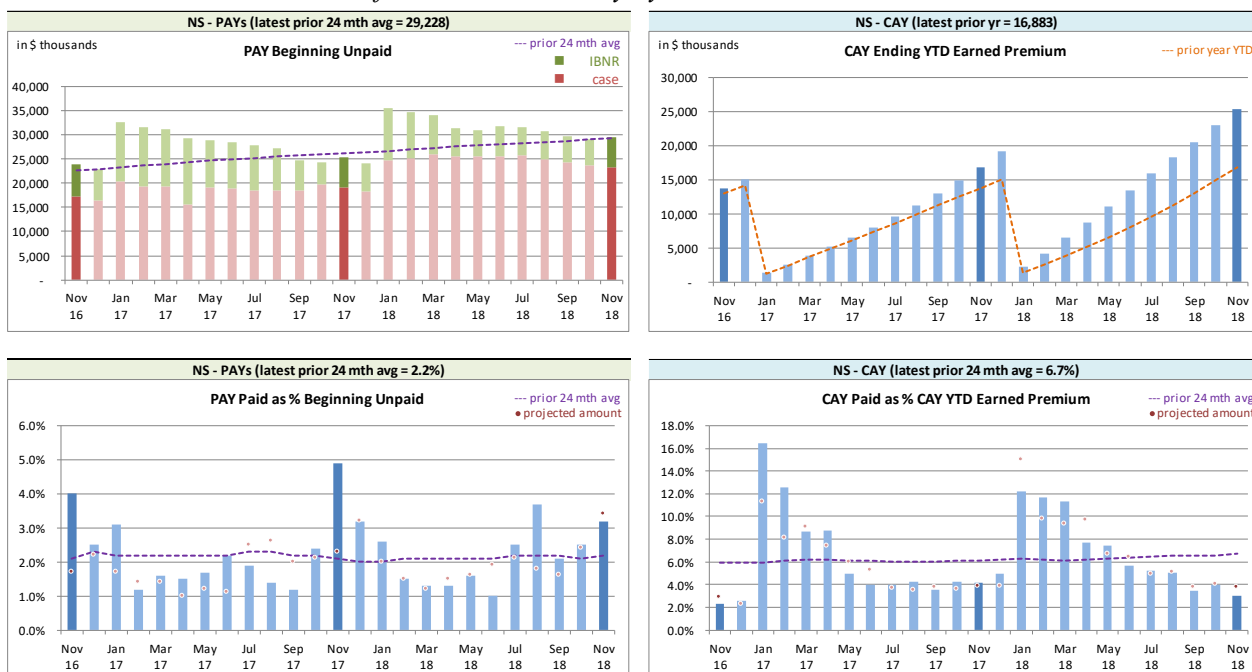 NS - PAYs (latest prior 24 mth avg = 29,228)
in $ thousands
PAY Beginning Unpaid
--- prior 24 mth avg
IBNR
case
40,000
35,000
30,000
25,000
20,000
15,000
10,000
5,000
-
Nov Jan Mar May Jul Sep Nov Jan Mar May Jul Sep Nov
16 17 17 17 17 17 17 18 18 18 18 18 18
NS - CAY (latest prior yr = 16,883)
in $ thousands
CAY Ending YTD Earned Premium
--- prior year YTD
30,000
25,000
20,000
15,000
10,000
5,000
-
Nov Jan Mar May Jul Sep Nov Jan Mar May Jul Sep Nov
16 17 17 17 17 17 17 18 18 18 18 18 18
NS - PAYs (latest prior 24 mth avg = 2.2%)
PAY Paid as % Beginning Unpaid
--- prior 24 mth avg
• projected amount
6.0%
5.0%
4.0%
3.0%
2.0%
1.0%
0.0%
Nov Jan Mar May Jul Sep Nov Jan Mar May Jul Sep Nov
16 17 17 17 17 17 17 18 18 18 18 18 18
NS - CAY (latest prior 24 mth avg = 6.7%)
CAY Paid as % CAY YTD Earned Premium
--- prior 24 mth avg
• projected amount
18.0%
16.0%
14.0%
12.0%
10.0%
8.0%
6.0%
4.0%
2.0%
0.0%
Nov Jan Mar May Jul Sep Nov Jan Mar May Jul Sep Nov
16 17 17 17 17 17 17 18 18 18 18 18 18